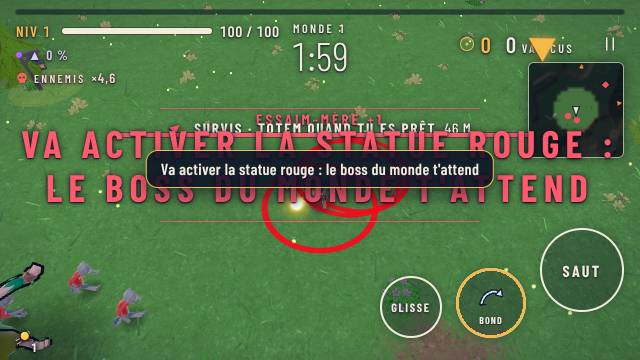 NIV 1
100 / 100
MONDE 1
1:59
0
0
0 %
ENNEMIS ×4,6
ESSAIM-MÈRE +1
SURVIS · TOTEM QUAND TU ES PRÊT 46 M
VA ACTIVER LA STATUE ROUGE :
LE BOSS DU MONDE T'ATTEND
Va activer la statue rouge : le boss du monde t'attend
SAUT
GLISSE
BOND
1